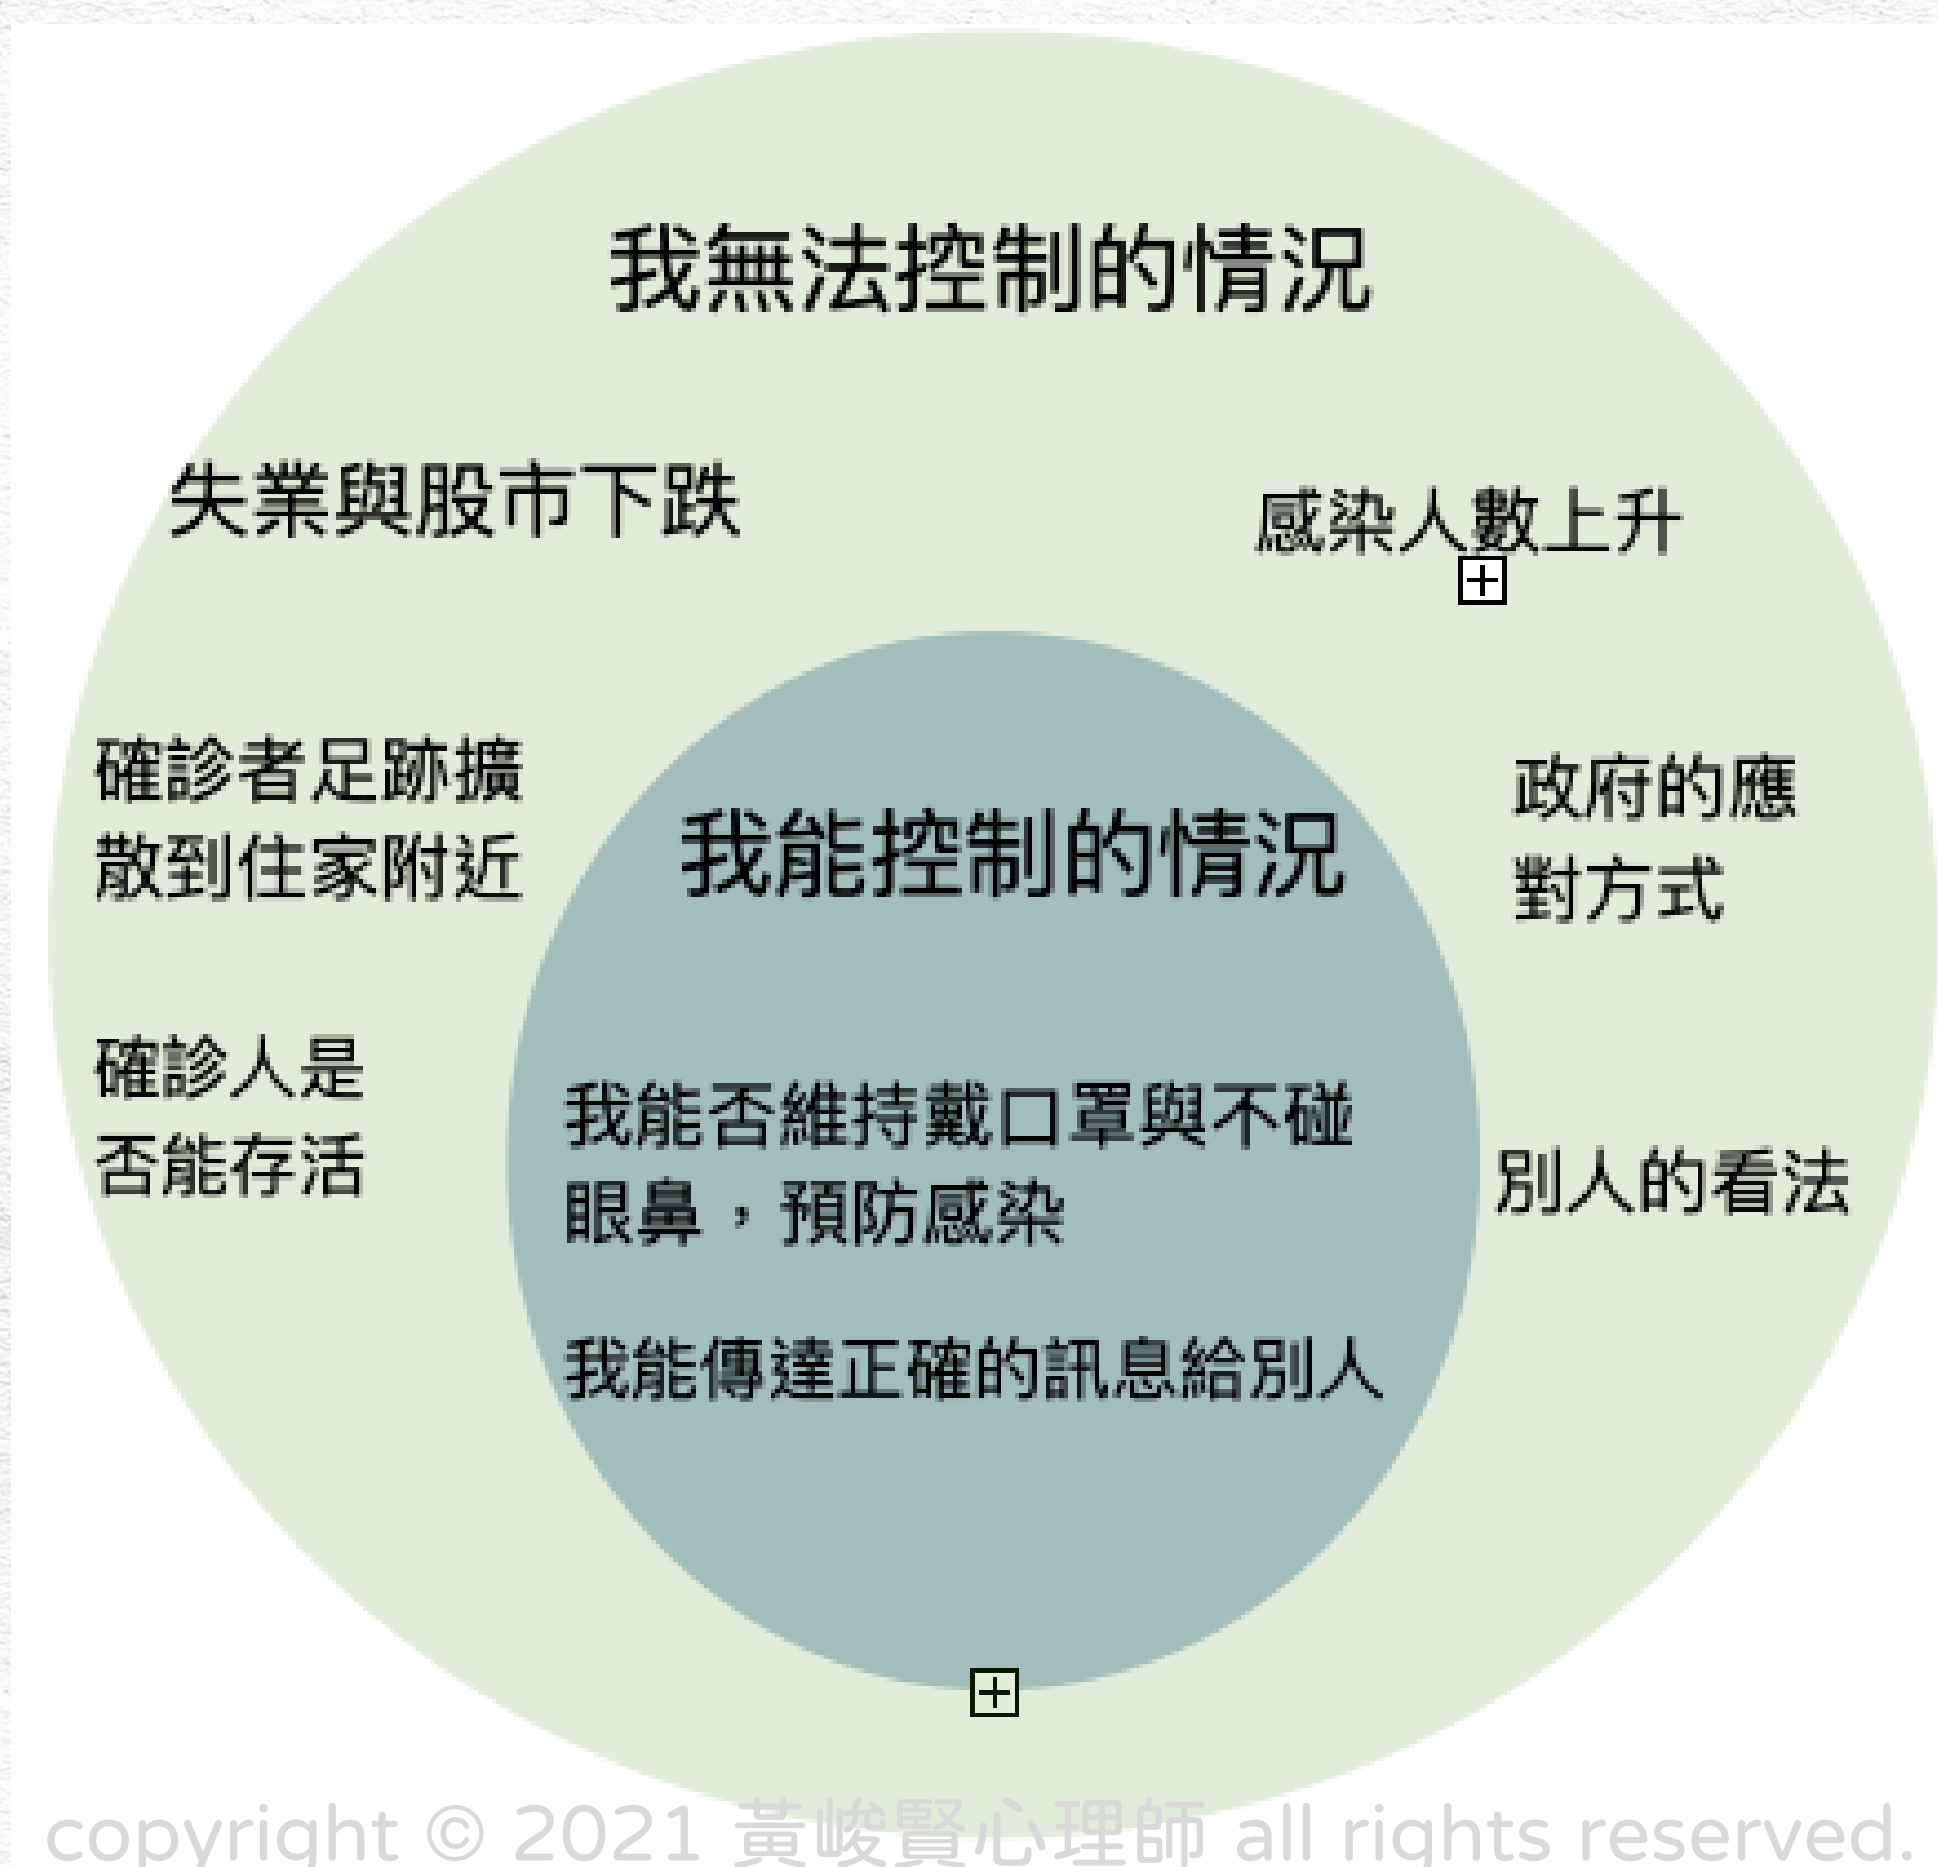 我無法控制的情況
失業與股市下跌
感染人數上升
確診者足跡擴
散到住家附近
政府的應
對方式
我能控制的情況
確診人是
否能存活
我能否維持戴口罩與不碰
眼鼻，預防感染
別人的看法
我能傳達正確的訊息給別人
copyright © 2021 黃峻賢心理師 all rights reserved.